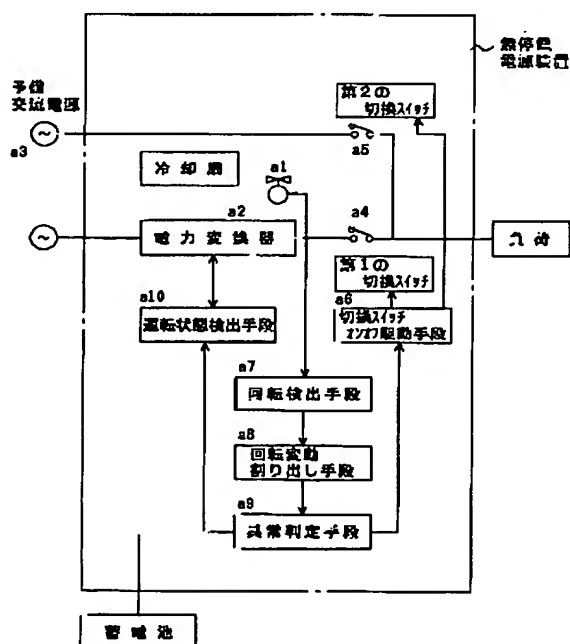 無停電
電源装置
予備
交流電源
a3
第2の
切換スイッチ
a5
冷却扇
a1
a2
電力変換器
a4
負荷
第1の
切換スイッチ
a10
運転状態検出手段
a6
切換スイッチ
オンオフ駆動手段
a7
回転検出手段
a8
回転変動
割り出し手段
a9
異常判定手段
蓄電池